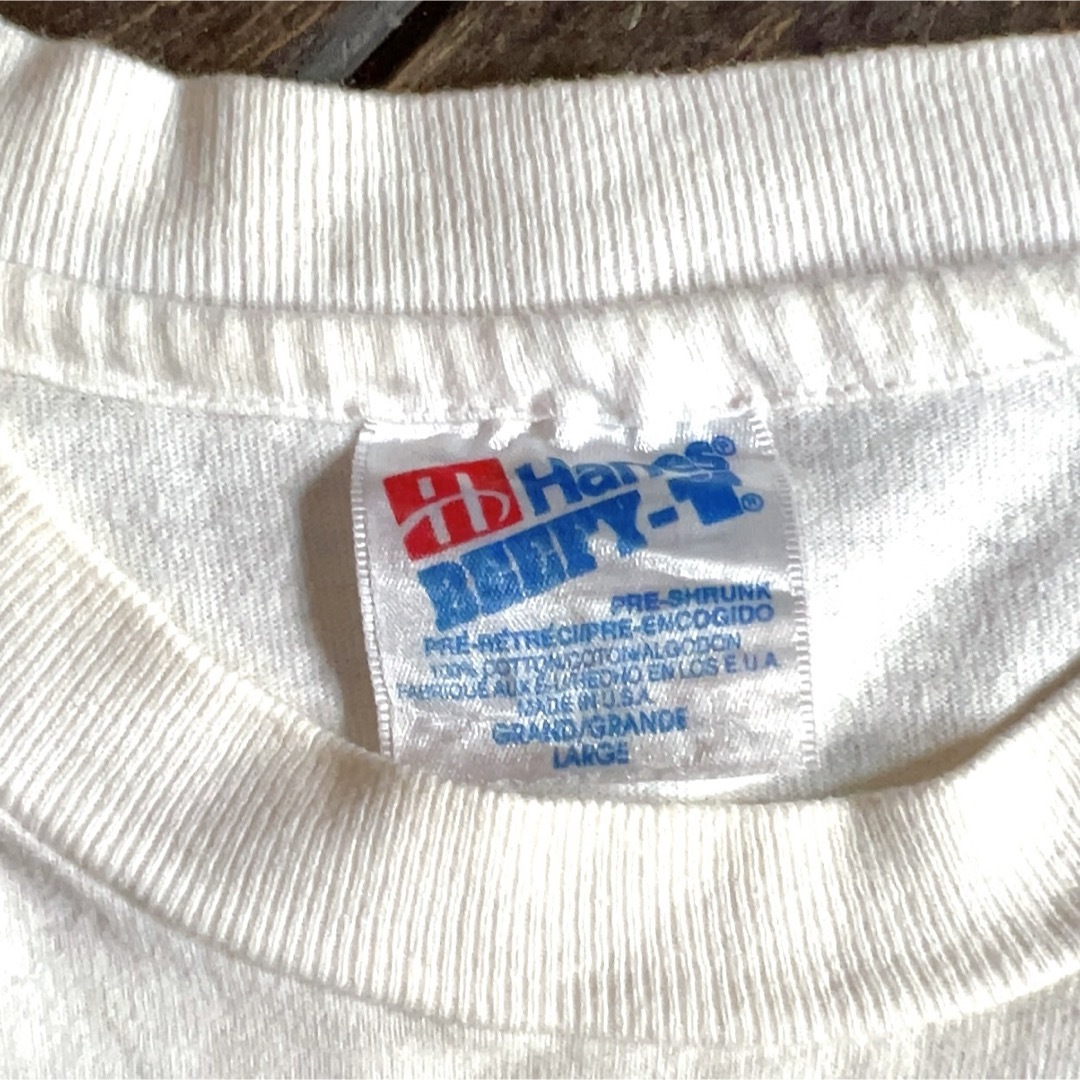 Hanes®
BEEFY-T®
PRE-SHRUNK
PRÉ-RÉTRÉCI/PRE-ENCOGIDO
100% COTTON/COTON/ALGODON
FABRIQUÉ AUX É-U/HECHO EN LOS E.U.A.
MADE IN U.S.A.
GRAND/GRANDE
LARGE